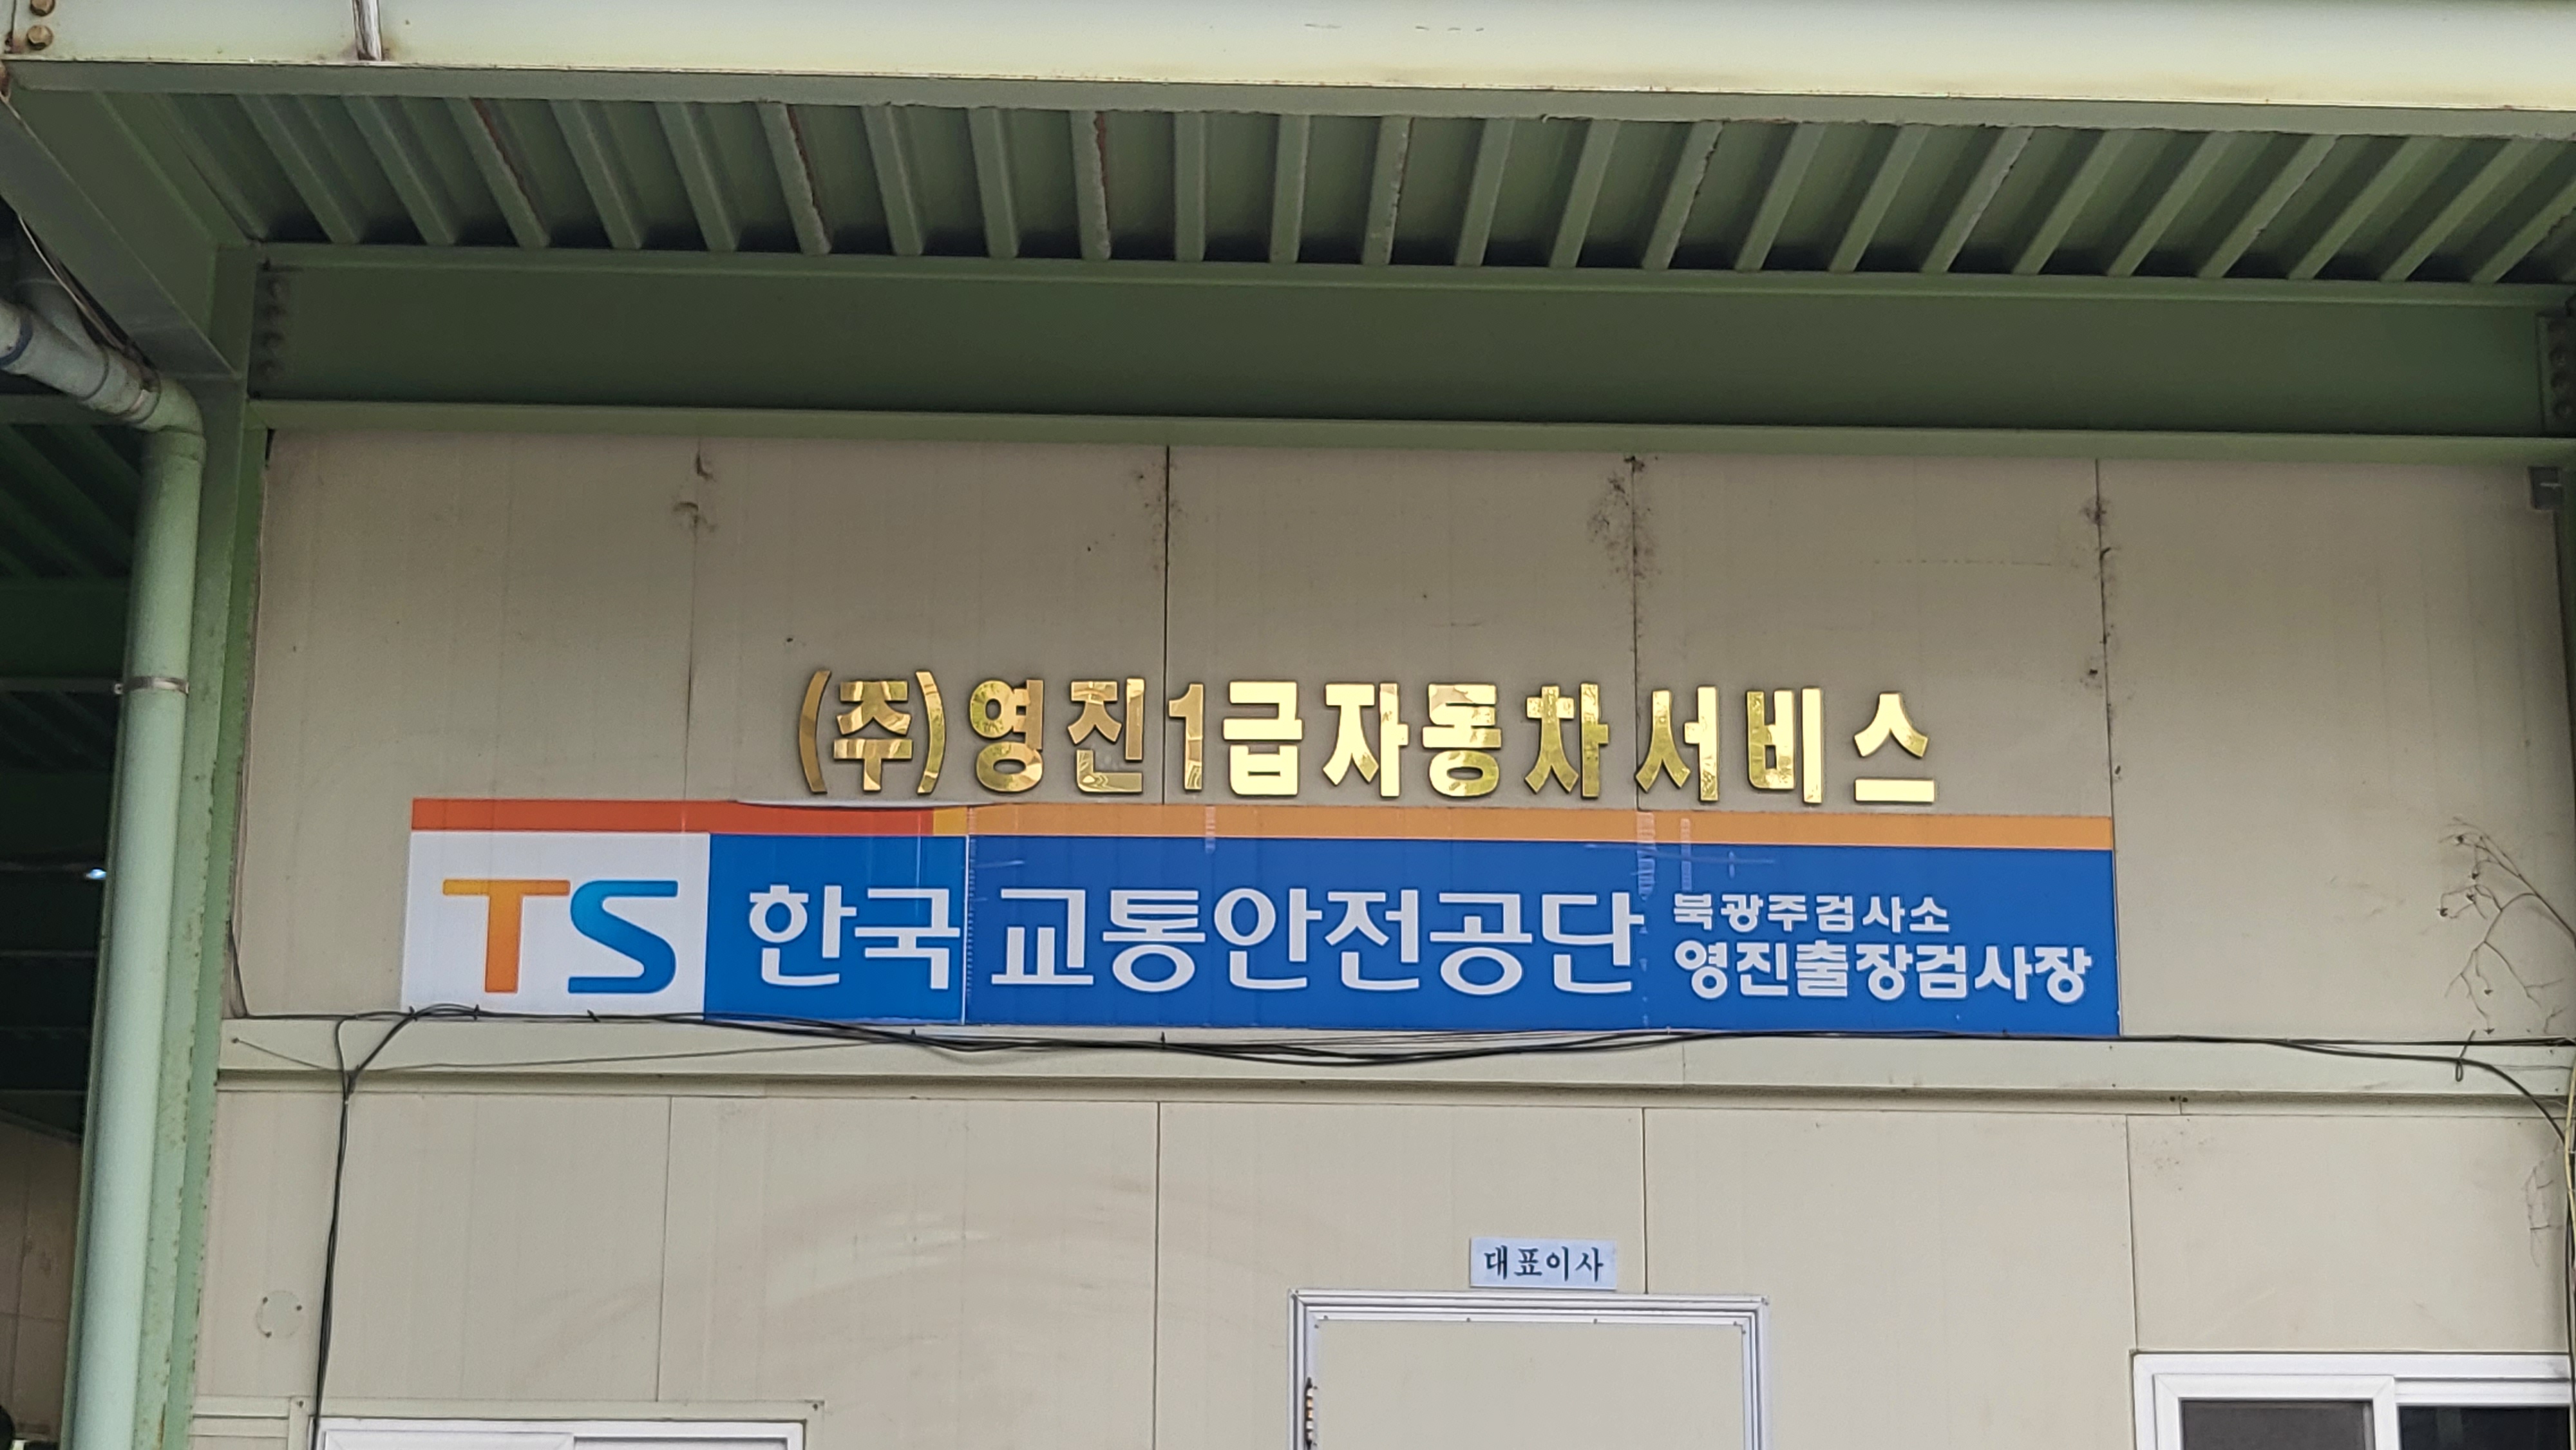 (주)영진1급자동차서비스
TS 한국교통안전공단
북광주검사소
영진출장검사장
대표이사